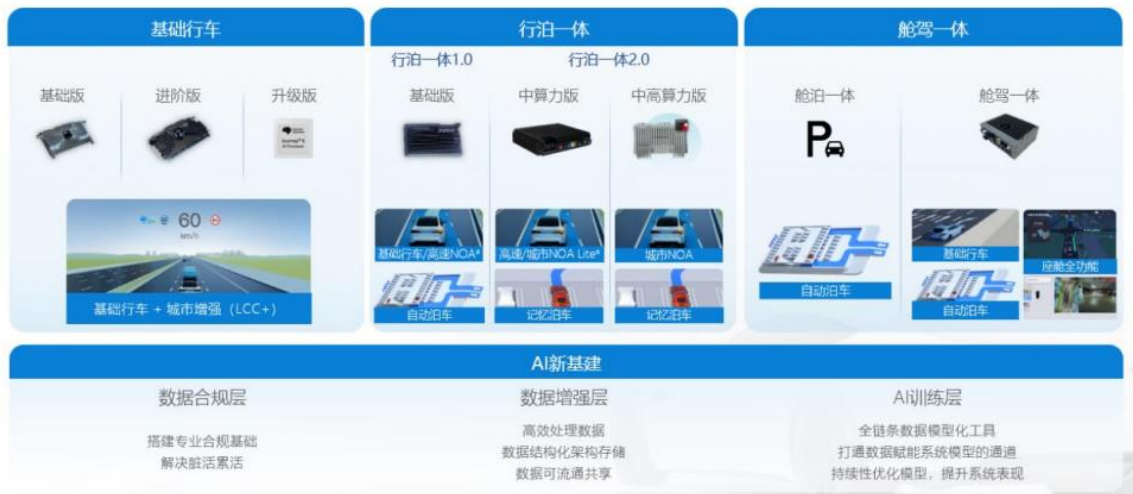 基础行车
行泊一体
舱驾一体
行泊一体1.0
行泊一体2.0
基础版
进阶版
升级版
基础版
中算力版
中高算力版
舱泊一体
舱驾一体
P
60
km/h
基础行车 + 城市增强（LCC+）
基础行车/高速NOA*
高速/城市NOA Lite*
城市NOA
自动泊车
记忆泊车
记忆泊车
自动泊车
基础行车
座舱全功能
自动泊车
AI新基建
数据合规层
数据增强层
AI训练层
搭建专业合规基础
解决脏活累活
高效处理数据
数据结构化架构存储
数据可流通共享
全链条数据模型化工具
打通数据赋能系统模型的通道
持续性优化模型，提升系统表现